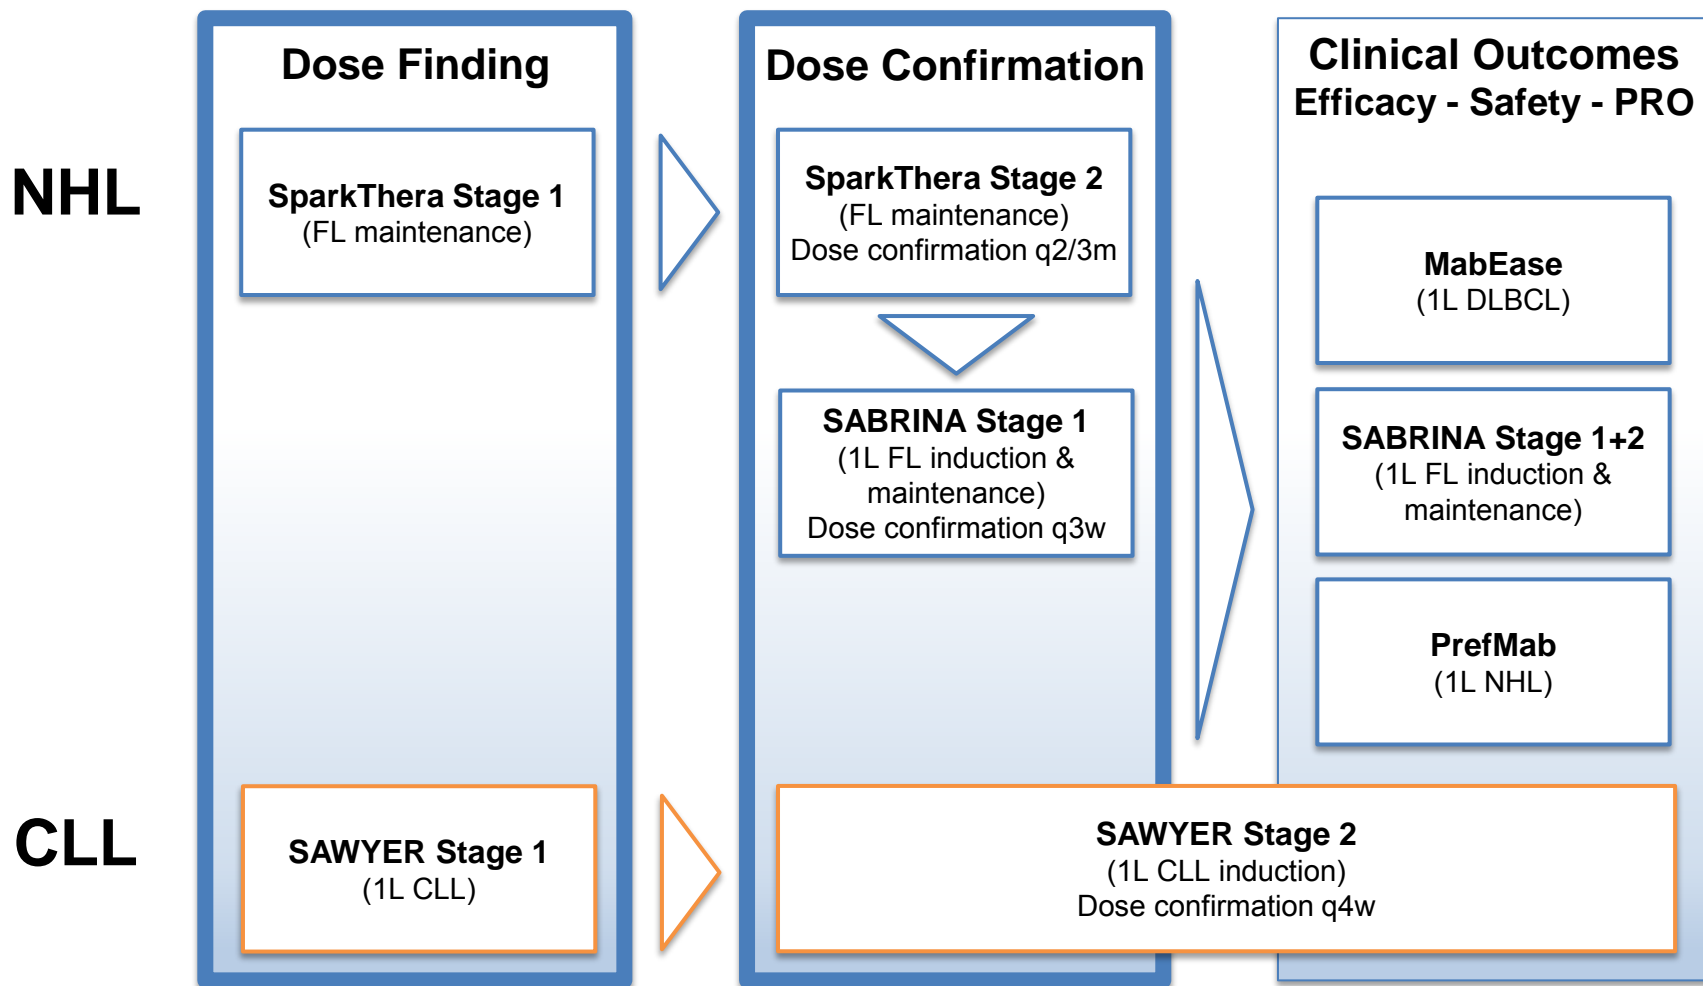 Dose Finding
Dose Confirmation
Clinical Outcomes
Efficacy - Safety - PRO
NHL
SparkThera Stage 1
(FL maintenance)
SparkThera Stage 2
(FL maintenance)
Dose confirmation q2/3m
SABRINA Stage 1
(1L FL induction &
maintenance)
Dose confirmation q3w
MabEase
(1L DLBCL)
SABRINA Stage 1+2
(1L FL induction &
maintenance)
PrefMab
(1L NHL)
CLL
SAWYER Stage 1
(1L CLL)
SAWYER Stage 2
(1L CLL induction)
Dose confirmation q4w